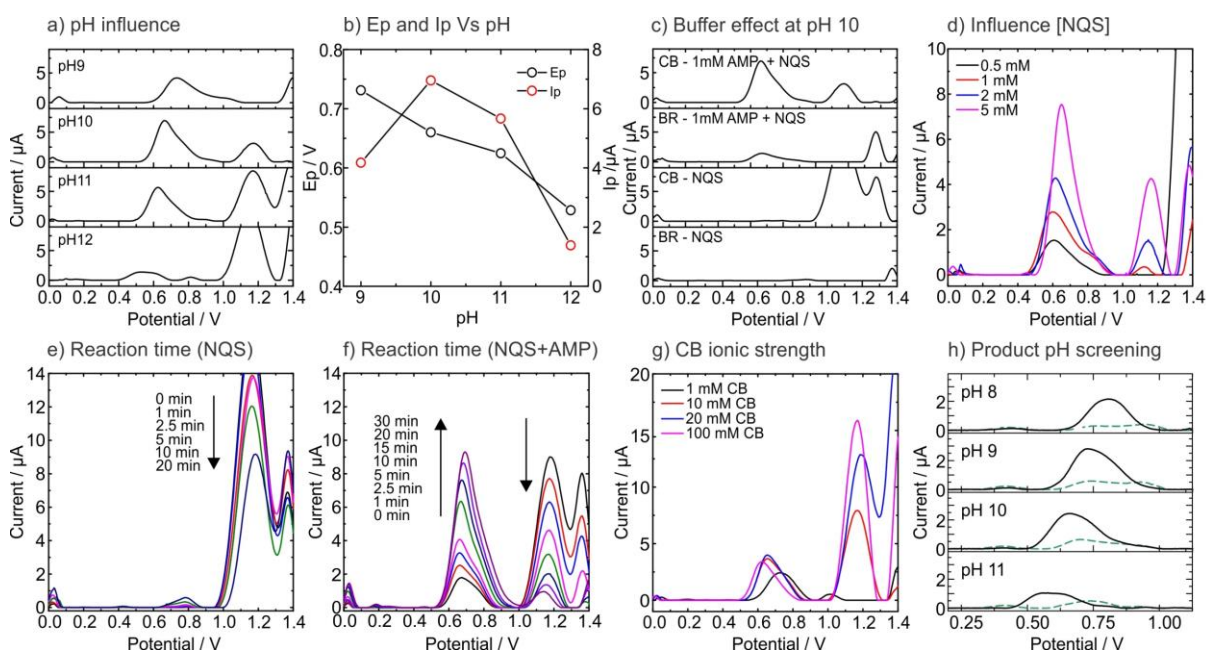 a) pH influence
pH9
pH10
pH11
pH12
5
0
5
0
5
0
5
0
Current / µA
0.0 0.2 0.4 0.6 0.8 1.0 1.2 1.4
Potential / V
b) Ep and Ip Vs pH
Ep
Ip
0.8
0.7
0.6
0.5
0.4
Ep / V
8
6
4
2
0
Ip /µA
9 10 11 12
pH
c) Buffer effect at pH 10
CB - 1mM AMP + NQS
BR - 1mM AMP + NQS
CB - NQS
BR - NQS
5
0
5
0
5
0
5
0
Current / µA
0.0 0.2 0.4 0.6 0.8 1.0 1.2 1.4
Potential / V
d) Influence [NQS]
0.5 mM
1 mM
2 mM
5 mM
10
8
6
4
2
0
Current / µA
0.0 0.2 0.4 0.6 0.8 1.0 1.2 1.4
Potential / V
e) Reaction time (NQS)
0 min
1 min
2.5 min
5 min
10 min
20 min
14
12
10
8
6
4
2
0
Current / µA
0.0 0.2 0.4 0.6 0.8 1.0 1.2 1.4
Potential / V
f) Reaction time (NQS+AMP)
30 min
20 min
15 min
10 min
5 min
2.5 min
1 min
0 min
14
12
10
8
6
4
2
0
Current / µA
0.0 0.2 0.4 0.6 0.8 1.0 1.2 1.4
Potential / V
g) CB ionic strength
1 mM CB
10 mM CB
20 mM CB
100 mM CB
20
15
10
5
0
Current / µA
0.0 0.2 0.4 0.6 0.8 1.0 1.2 1.4
Potential / V
h) Product pH screening
pH 8
pH 9
pH 10
pH 11
2
0
2
0
2
0
2
0
Current / µA
0.25 0.50 0.75 1.00
Potential / V